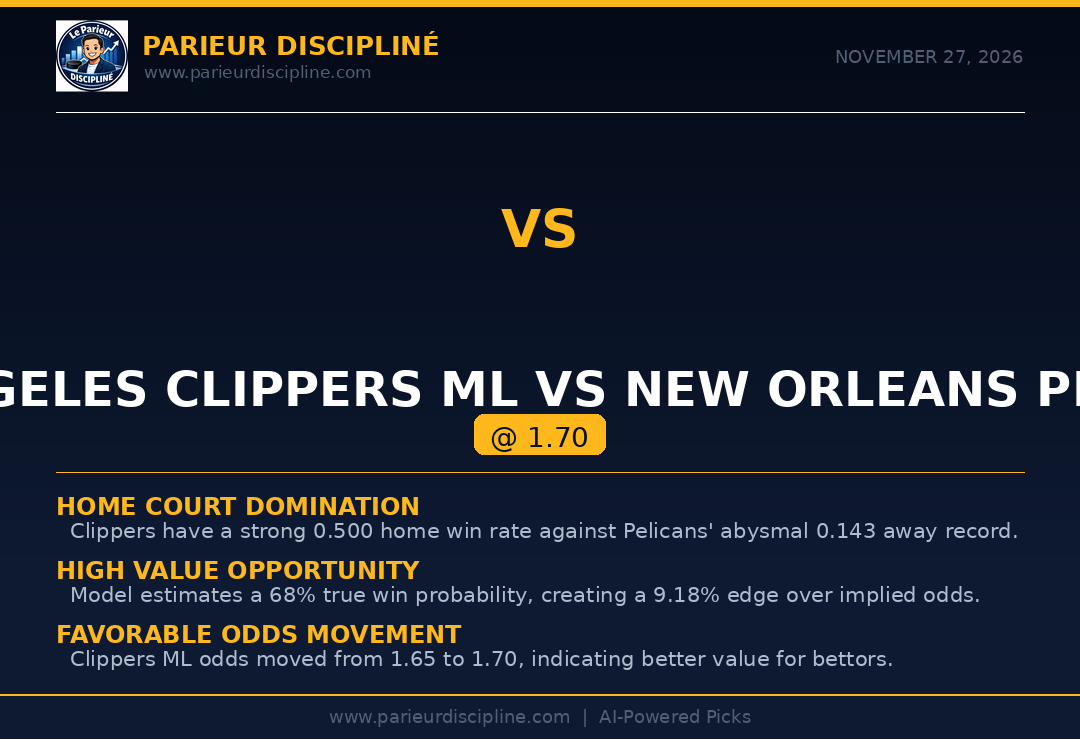 Le Parieur
DISCIPLINÉ
PARIEUR DISCIPLINÉ
www.parieurdiscipline.com
NOVEMBER 27, 2026
VS
GELES CLIPPERS ML VS NEW ORLEANS
@ 1.70
HOME COURT DOMINATION
Clippers have a strong 0.500 home win rate against Pelicans' abysmal 0.143 away record.
HIGH VALUE OPPORTUNITY
Model estimates a 68% true win probability, creating a 9.18% edge over implied odds.
FAVORABLE ODDS MOVEMENT
Clippers ML odds moved from 1.65 to 1.70, indicating better value for bettors.
www.parieurdiscipline.com | AI-Powered Picks